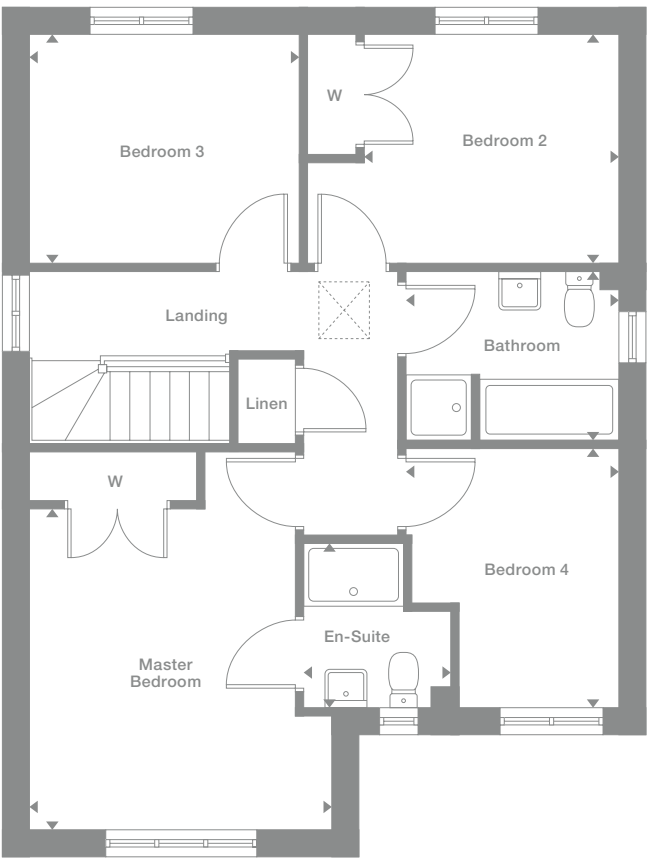 W
Bedroom 2
Bedroom 3
Landing
Bathroom
Linen
W
Bedroom 4
En-Suite
Master
Bedroom